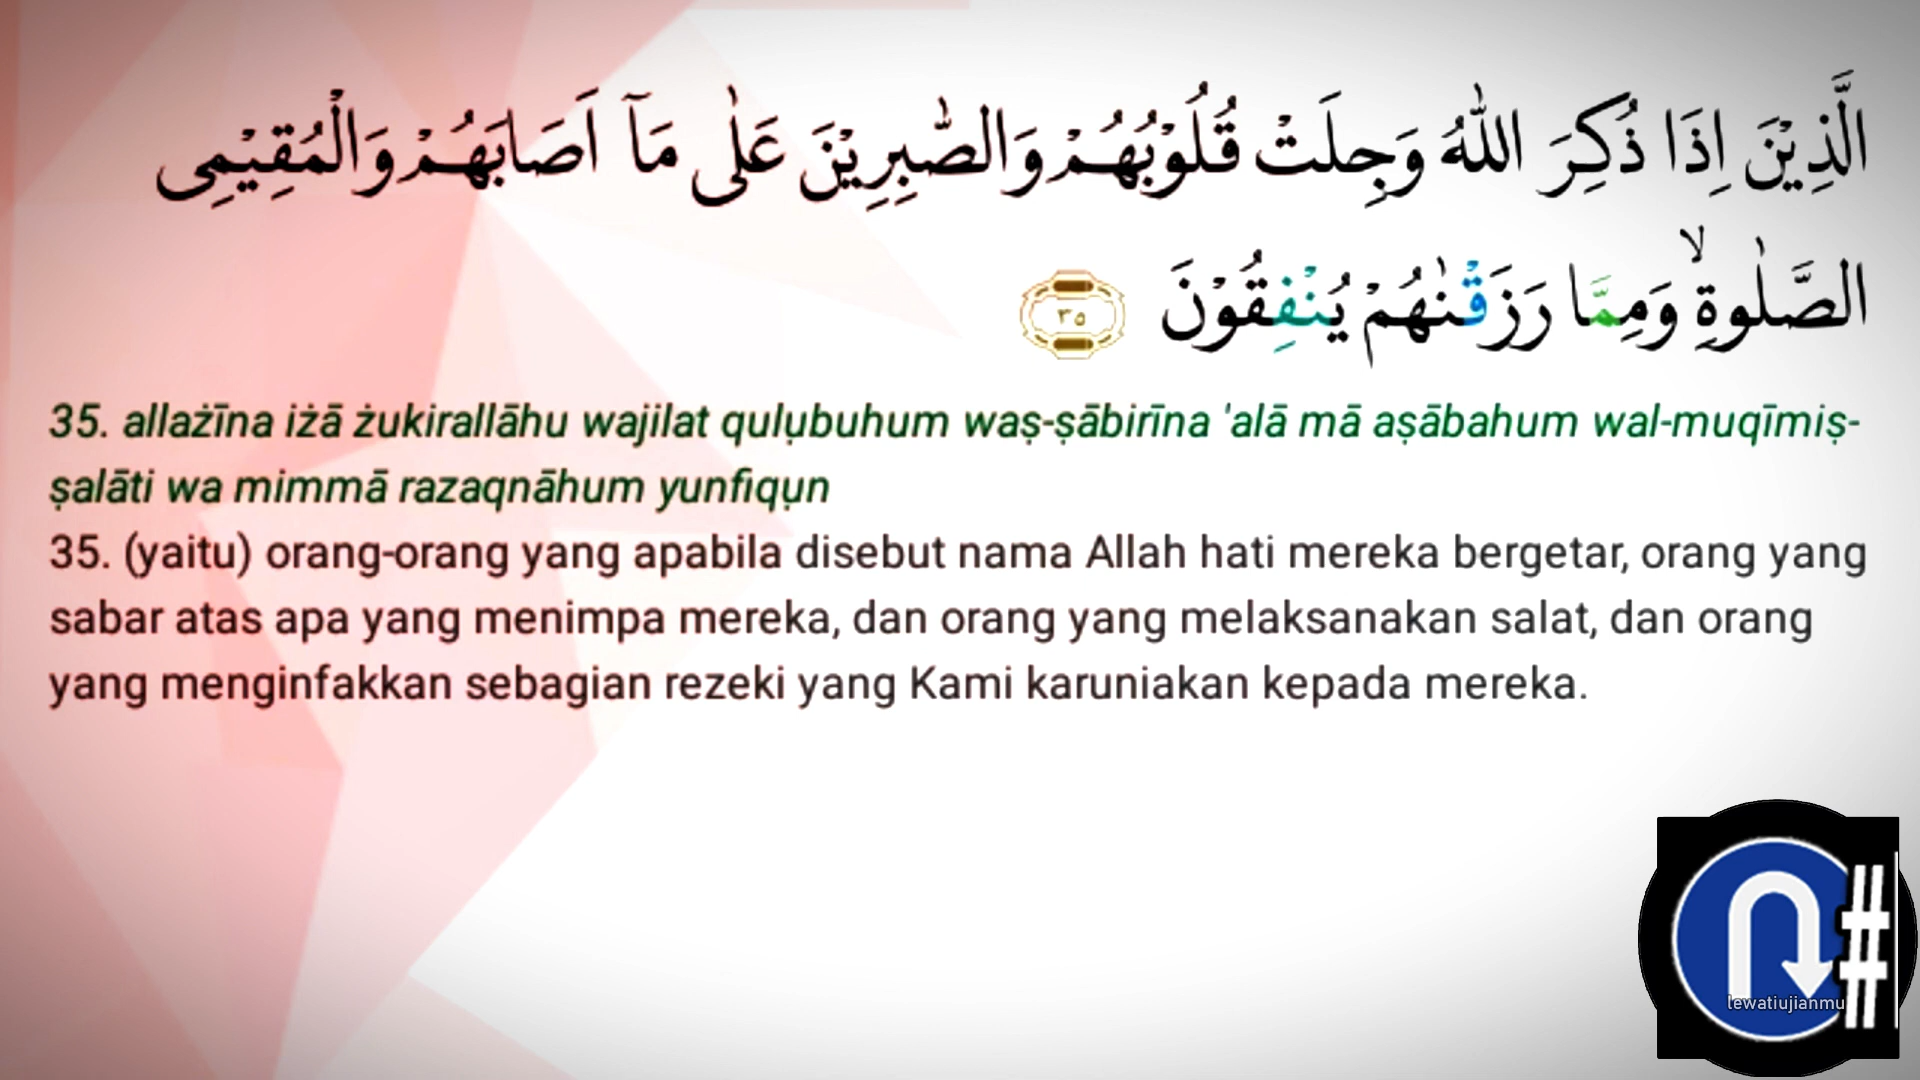 الَّذِيْنَ اِذَا ذُكِرَ اللّٰهُ وَجِلَتْ قُلُوْبُهُمْ وَالصّٰبِرِيْنَ عَلٰى مَآ اَصَابَهُمْ وَالْمُقِيْمِى
الصَّلٰوةِۙ وَمِمَّا رَزَقْنٰهُمْ يُنْفِقُوْنَ ٣٥
35. allażīna iżā żukirallāhu wajilat qulụbuhum waṣ-ṣābirīna 'alā mā aṣābahum wal-muqīmiṣ-
ṣalāti wa mimmā razaqnāhum yunfiqụn
35. (yaitu) orang-orang yang apabila disebut nama Allah hati mereka bergetar, orang yang
sabar atas apa yang menimpa mereka, dan orang yang melaksanakan salat, dan orang
yang menginfakkan sebagian rezeki yang Kami karuniakan kepada mereka.
##
lewatiujianmu